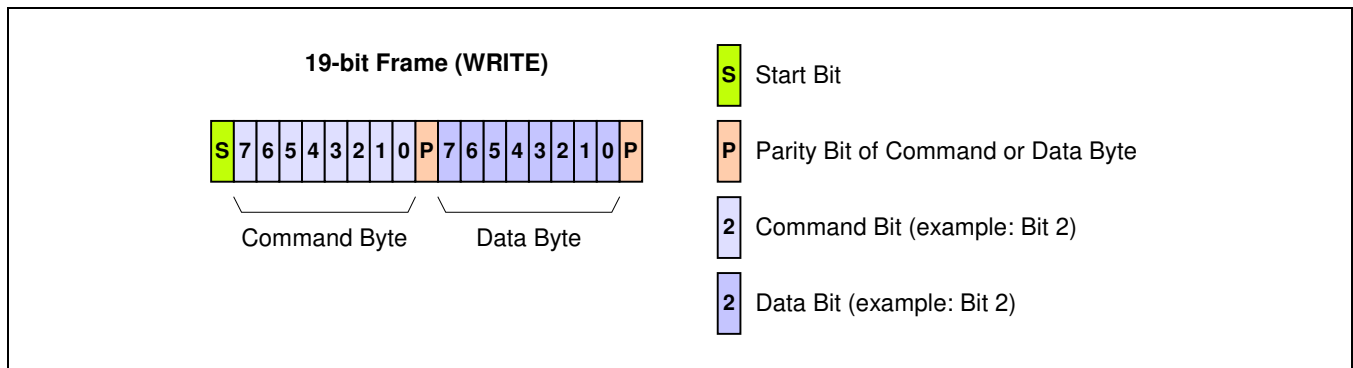 19-bit Frame (WRITE)
S 7 6 5 4 3 2 1 0 P 7 6 5 4 3 2 1 0 P
Command Byte Data Byte
S Start Bit
P Parity Bit of Command or Data Byte
2 Command Bit (example: Bit 2)
2 Data Bit (example: Bit 2)